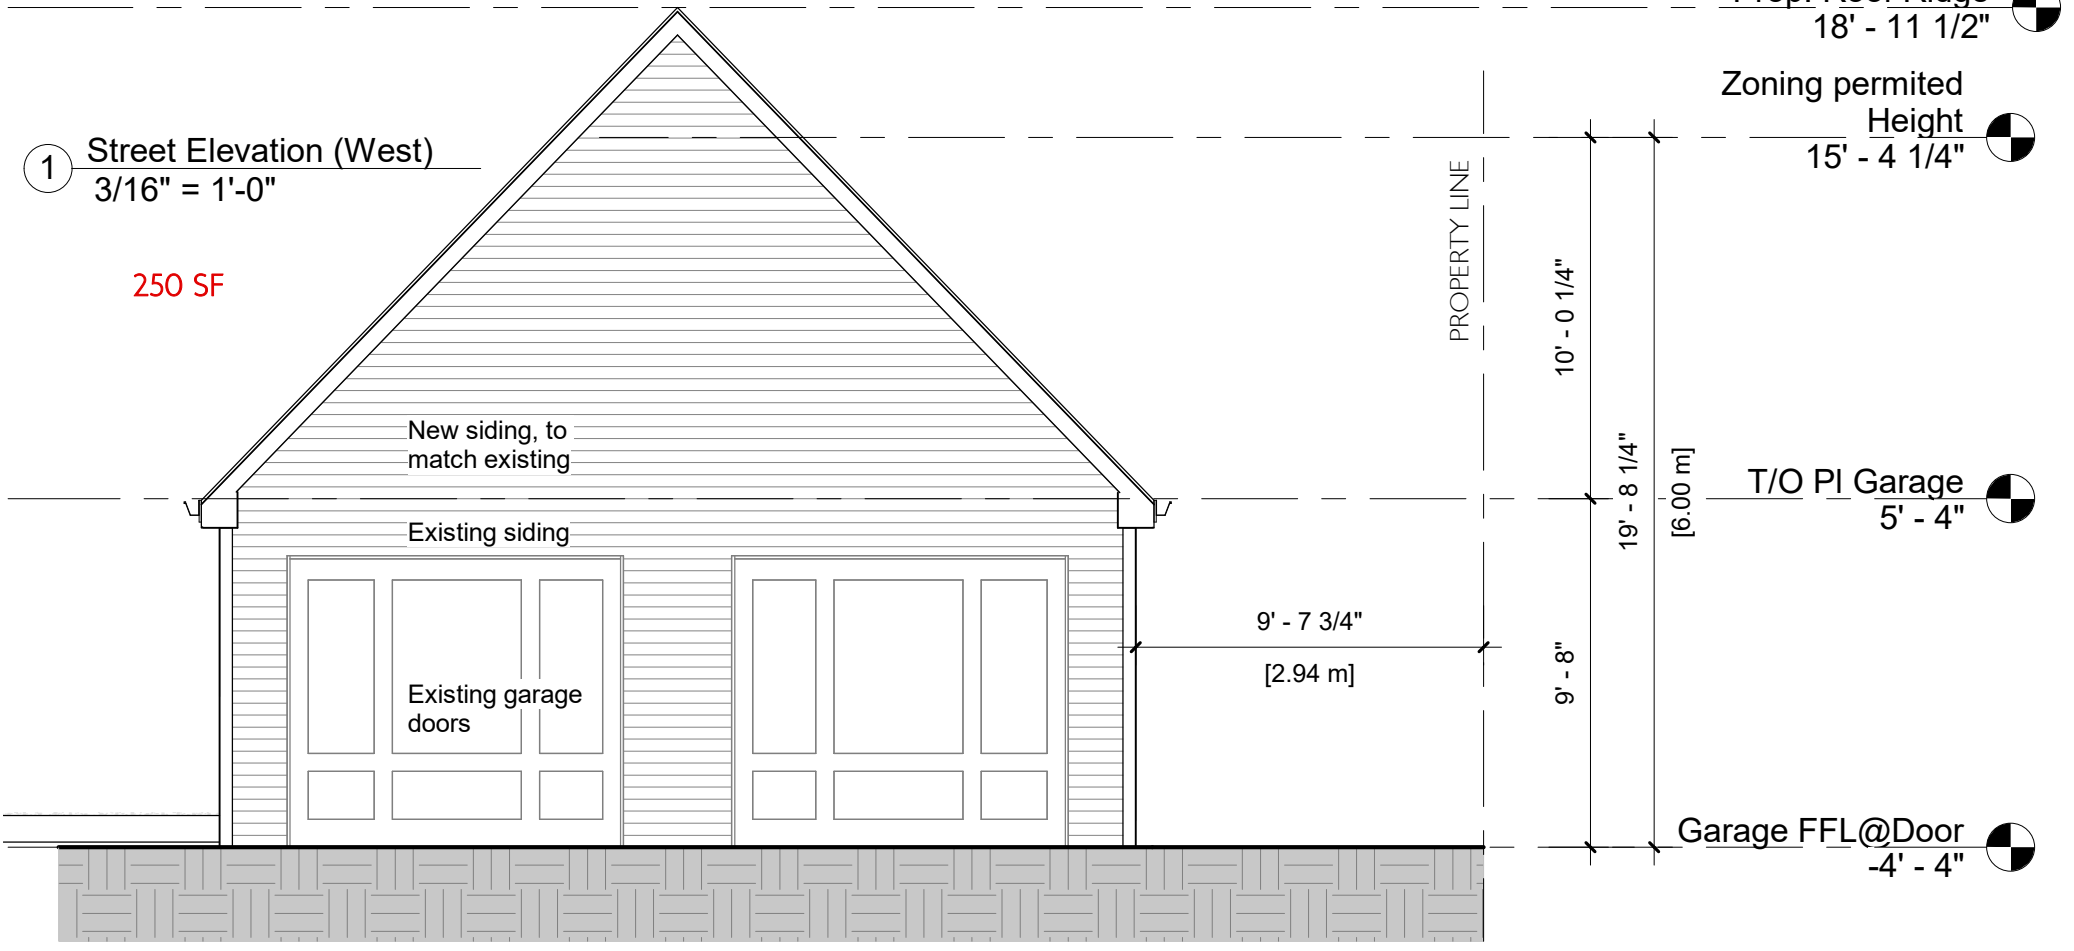 Prop. Roof Ridge
18' - 11 1/2"
Zoning permited
Height
15' - 4 1/4"
1
Street Elevation (West)
3/16" = 1'-0"
250 SF
PROPERTY LINE
10' - 0 1/4"
19' - 8 1/4"
[6.00 m]
New siding, to
match existing
T/O Pl Garage
5' - 4"
Existing siding
9' - 7 3/4"
[2.94 m]
9' - 8"
Existing garage
doors
Garage FFL@Door
-4' - 4"